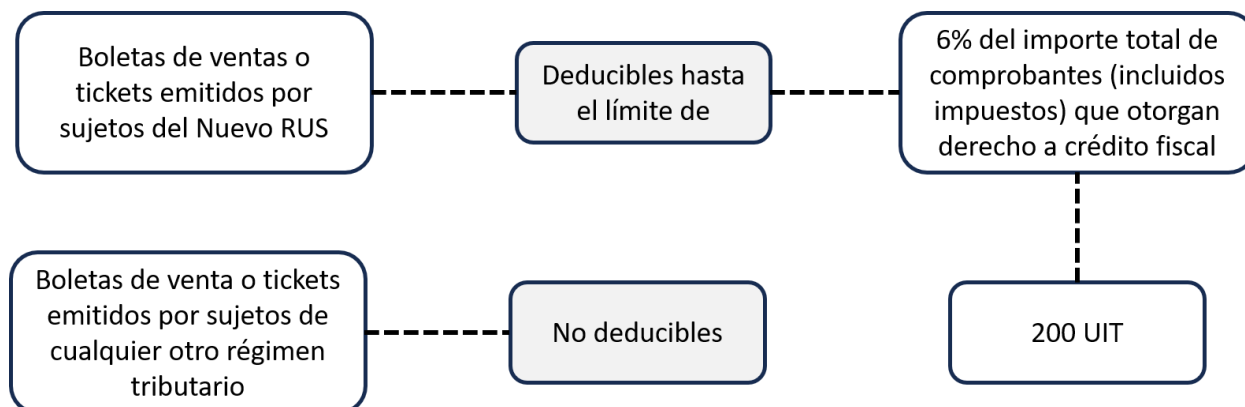 Boletas de ventas o
tickets emitidos por
sujetos del Nuevo RUS
Deducibles hasta
el límite de
6% del importe total de
comprobantes (incluidos
impuestos) que otorgan
derecho a crédito fiscal
Boletas de venta o tickets
emitidos por sujetos de
cualquier otro régimen
tributario
No deducibles
200 UIT